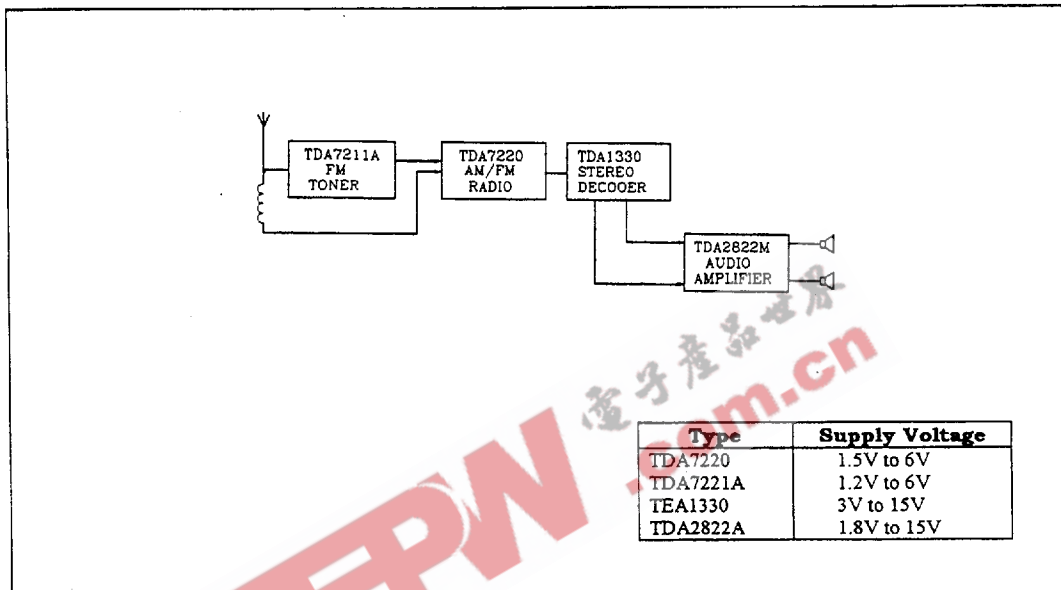 TDA7211A
FM
TONER
TDA7220
AM/FM
RADIO
TDA1330
STEREO
DECOOER
TDA2822M
AUDIO
AMPLIFIER
電子產品世界
EEPW
.com.cn
Type Supply Voltage
TDA7220 1.5V to 6V
TDA7221A 1.2V to 6V
TEA1330 3V to 15V
TDA2822A 1.8V to 15V